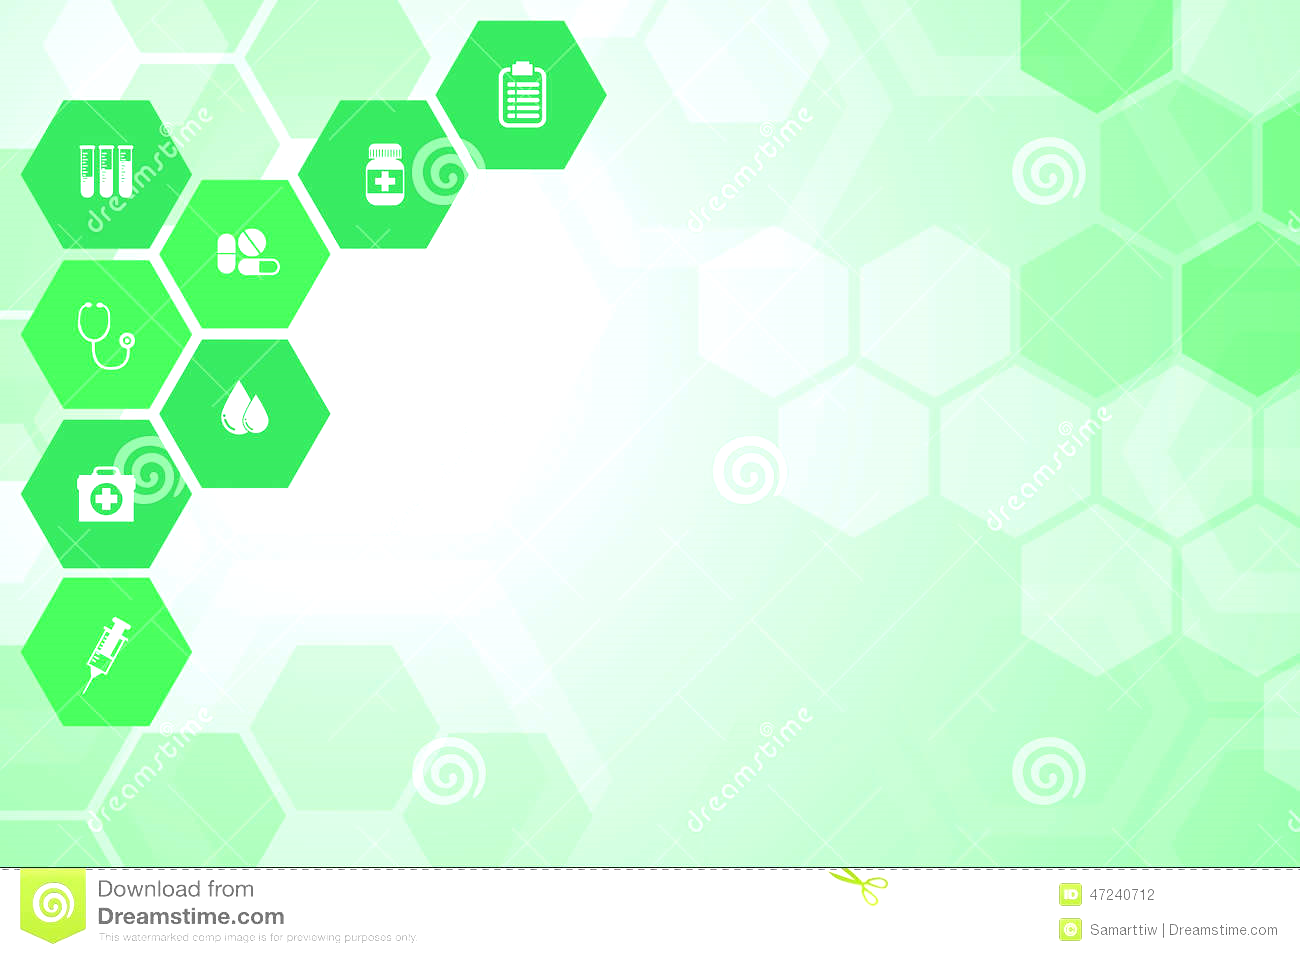 dreamstime
dreamstime
dreamstime
dreamstime
dreamstime
Download from
Dreamstime.com
This watermarked comp image is for previewing purposes only.
ID 47240712
© Samarttiw | Dreamstime.com